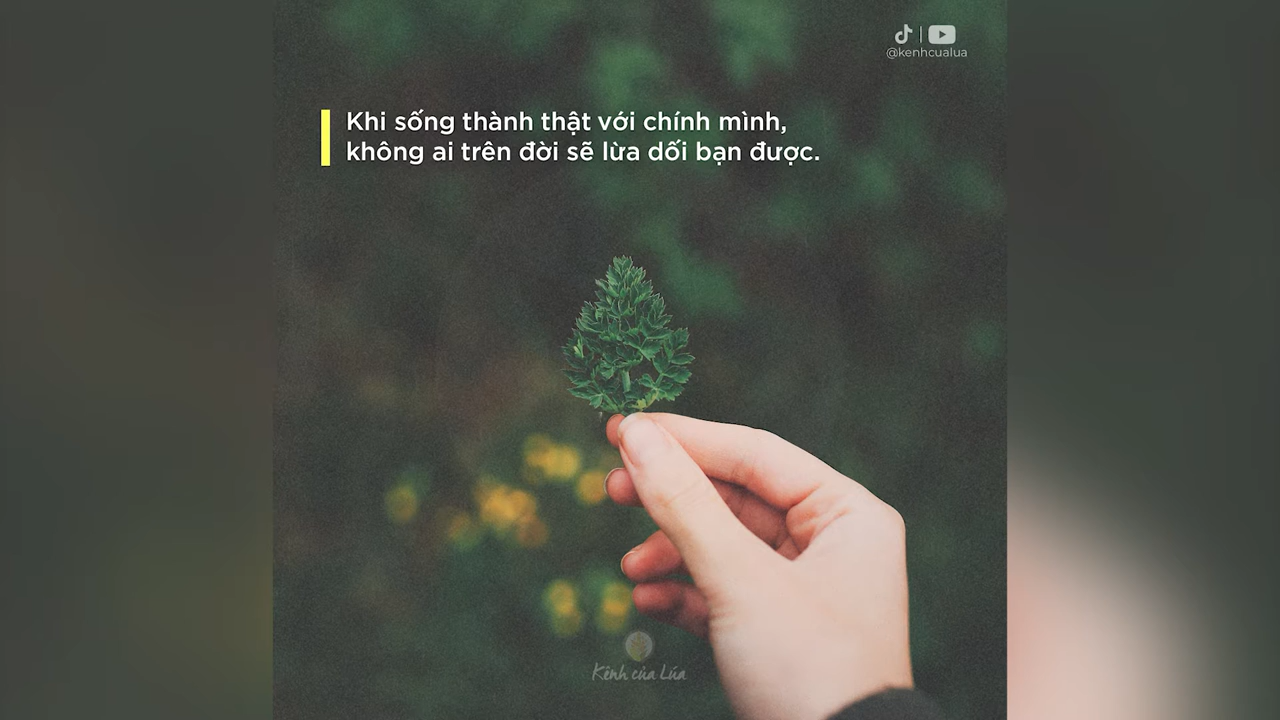 @kenhcualua
Khi sống thành thật với chính mình,
không ai trên đời sẽ lừa dối bạn được.
Kênh của Lúa